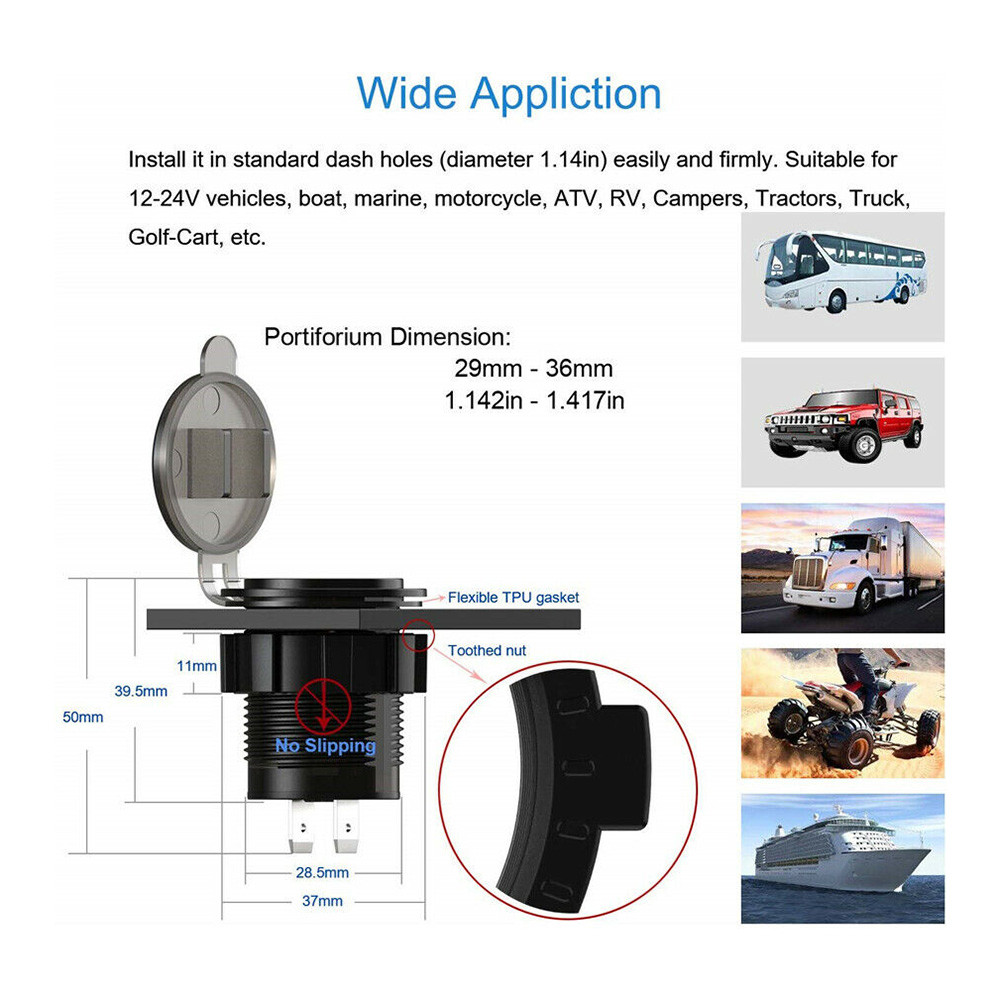 Wide Appliction
Install it in standard dash holes (diameter 1.14in) easily and firmly. Suitable for
12-24V vehicles, boat, marine, motorcycle, ATV, RV, Campers, Tractors, Truck,
Golf-Cart, etc.
Portiforium Dimension:
29mm - 36mm
1.142in - 1.417in
Flexible TPU gasket
Toothed nut
11mm
39.5mm
50mm
No Slipping
28.5mm
37mm